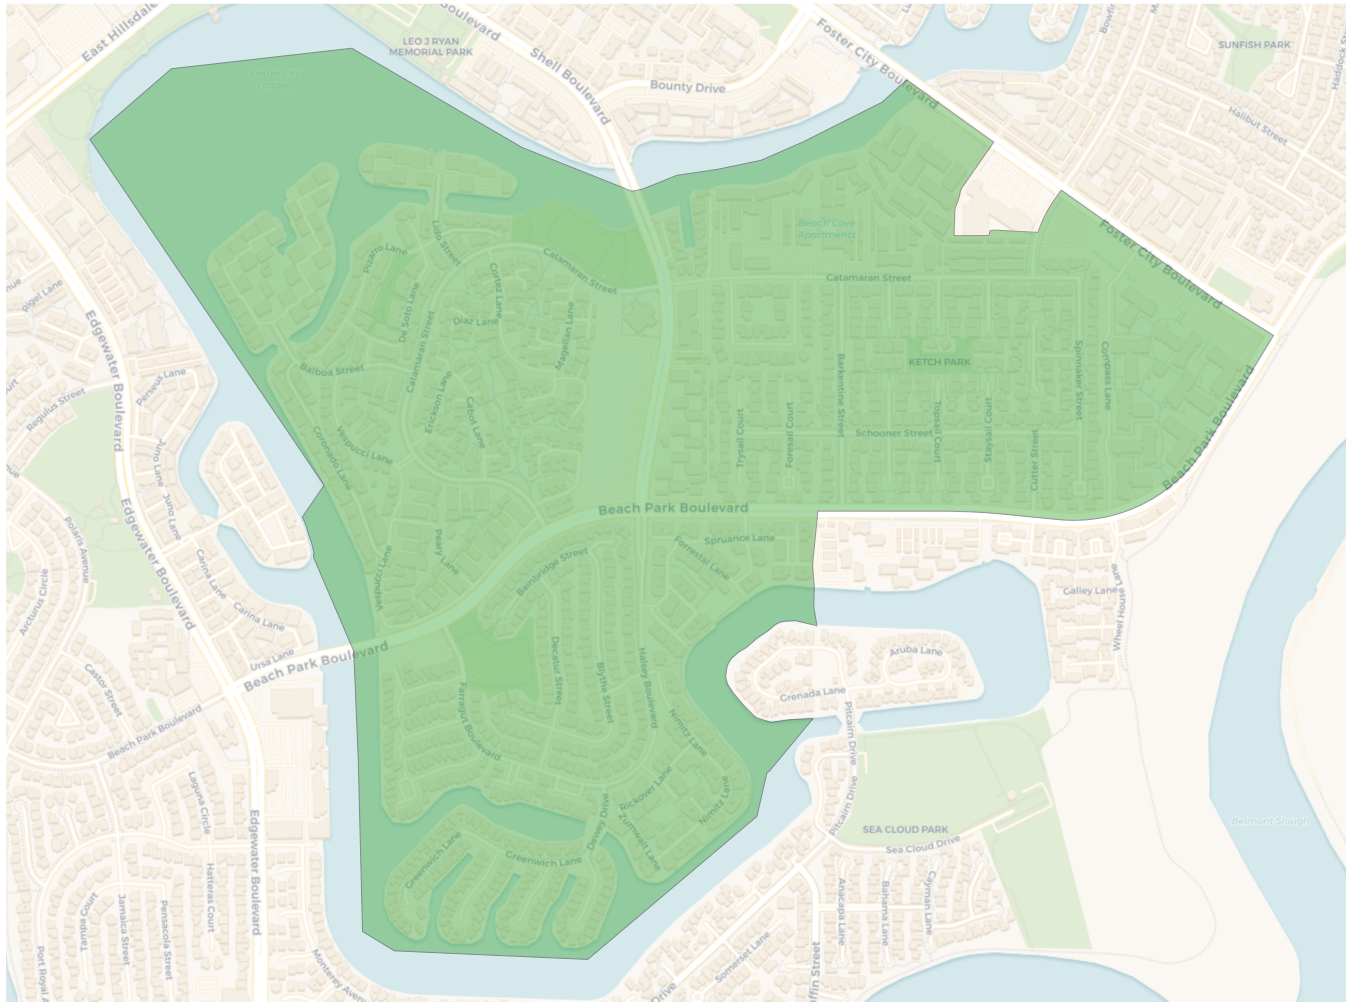 East Hillsdale
Boulevard
LEO J RYAN
MEMORIAL PARK
Foster City
Lagoon
Shell Boulevard
Bounty Drive
Foster City Boulevard
SUNFISH PARK
Halibut Street
Rigel Lane
Edgewater Boulevard
Perseus Lane
Regulus Street
Juno Lane
Juno Lane
Polaris Avenue
Edgewater Boulevard
Arcturus Circle
Carina Lane
Carina Lane
Ursa Lane
Castor Street
Beach Park Boulevard
Beach Park Boulevard
Laguna Circle
Edgewater Boulevard
Hatteras Court
Tampa Court
Jamaica Street
Pensacola Street
Port Royal A
Pizarro Lane
Lido Street
De Soto Lane
Catamaran Street
Cortez Lane
Diaz Lane
Magellan Lane
Catamaran Street
Balboa Street
Erickson Lane
Cabot Lane
Coronado Lane
Vespucci Lane
Vespucci Lane
Peary Lane
Beach Cove
Apartments
Catamaran Street
Foster City Boulevard
KETCH PARK
Barkentine Street
Spinnaker Street
Compass Lane
Trysail Court
Foresail Court
Schooner Street
Topsail Court
Staysail Court
Cutter Street
Beach Park Boulevard
Beach Park Boulevard
Bainbridge Street
Forrestal Lane
Spruance Lane
Decatur Street
Blythe Street
Halsey Boulevard
Farragut Boulevard
Nimitz Lane
Nimitz Lane
Rickover Lane
Zumwalt Lane
Dewey Drive
Greenwich Lane
Greenwich Lane
Galley Lane
Wheel House Lane
Aruba Lane
Grenada Lane
Pitcairn Drive
Pitcairn Drive
SEA CLOUD PARK
Sea Cloud Drive
Anacapa Lane
Bahama Lane
Cayman Lane
Somerset Lane
Drive
Belmont Slough